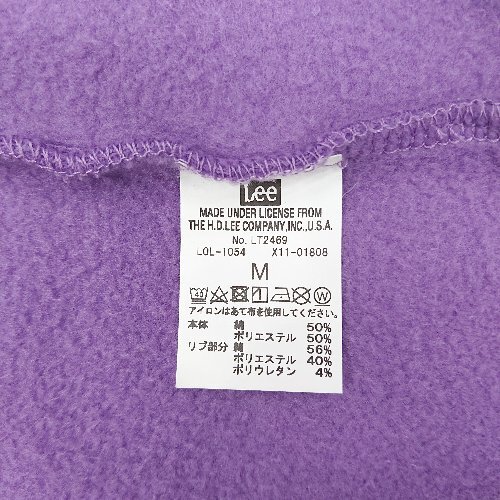 Lee
MADE UNDER LICENSE FROM
THE H.D.LEE COMPANY,INC.,U.S.A.
No. LT2469
LOL-1054 X11-01808
M
アイロンはあて布を使用してください。
本体 綿 50%
ポリエステル 50%
リブ部分 綿 56%
ポリエステル 40%
ポリウレタン 4%